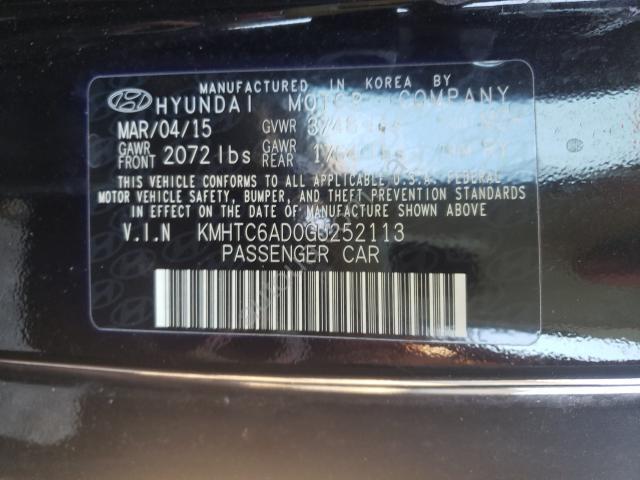 MANUFACTURED IN KOREA BY
HYUNDAI MOTOR COMPANY
MAR/04/15 GVWR
GAWR FRONT 2072 lbs GAWR REAR
THIS VEHICLE CONFORMS TO ALL APPLICABLE U.S.A. FEDERAL
MOTOR VEHICLE SAFETY, BUMPER, AND THEFT PREVENTION STANDARDS
IN EFFECT ON THE DATE OF MANUFACTURE SHOWN ABOVE.
V.I.N KMHTC6AD0GU252113
PASSENGER CAR